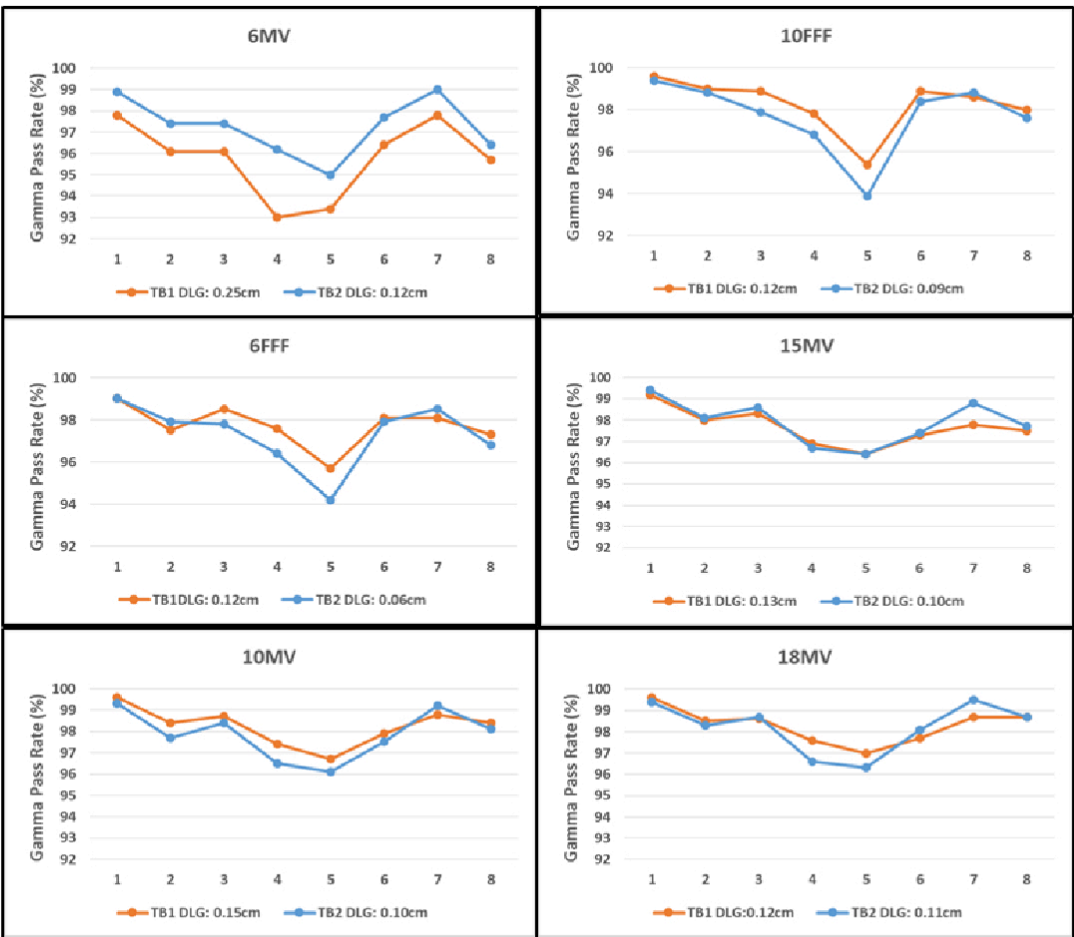 6MV
Gamma Pass Rate (%)
100
99
98
97
96
95
94
93
92
1 2 3 4 5 6 7 8
TB1 DLG: 0.25cm TB2 DLG: 0.12cm
10FFF
Gamma Pass Rate (%)
100
98
96
94
92
1 2 3 4 5 6 7 8
TB1 DLG: 0.12cm TB2 DLG: 0.09cm
6FFF
Gamma Pass Rate (%)
100
98
96
94
92
1 2 3 4 5 6 7 8
TB1DLG: 0.12cm TB2 DLG: 0.06cm
15MV
Gamma Pass Rate (%)
100
99
98
97
96
95
94
93
92
1 2 3 4 5 6 7 8
TB1 DLG: 0.13cm TB2 DLG: 0.10cm
10MV
Gamma Pass Rate (%)
100
99
98
97
96
95
94
93
92
1 2 3 4 5 6 7 8
TB1 DLG: 0.15cm TB2 DLG: 0.10cm
18MV
Gamma Pass Rate (%)
100
99
98
97
96
95
94
93
92
1 2 3 4 5 6 7 8
TB1 DLG:0.12cm TB2 DLG: 0.11cm